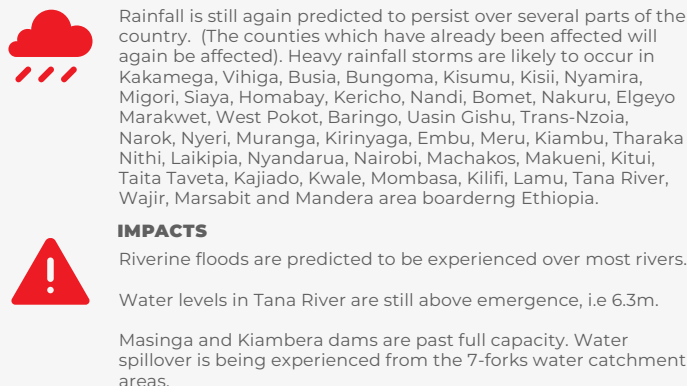 Rainfall is still again predicted to persist over several parts of the
country.  (The counties which have already been affected will
again be affected). Heavy rainfall storms are likely to occur in
Kakamega, Vihiga, Busia, Bungoma, Kisumu, Kisii, Nyamira,
Migori, Siaya, Homabay, Kericho, Nandi, Bomet, Nakuru, Elgeyo
Marakwet, West Pokot, Baringo, Uasin Gishu, Trans-Nzoia,
Narok, Nyeri, Muranga, Kirinyaga, Embu, Meru, Kiambu, Tharaka
Nithi, Laikipia, Nyandarua, Nairobi, Machakos, Makueni, Kitui,
Taita Taveta, Kajiado, Kwale, Mombasa, Kilifi, Lamu, Tana River,
Wajir, Marsabit and Mandera area boarderng Ethiopia.
IMPACTS
Riverine floods are predicted to be experienced over most rivers.
Water levels in Tana River are still above emergence, i.e 6.3m.
Masinga and Kiambera dams are past full capacity. Water
spillover is being experienced from the 7-forks water catchment
areas.